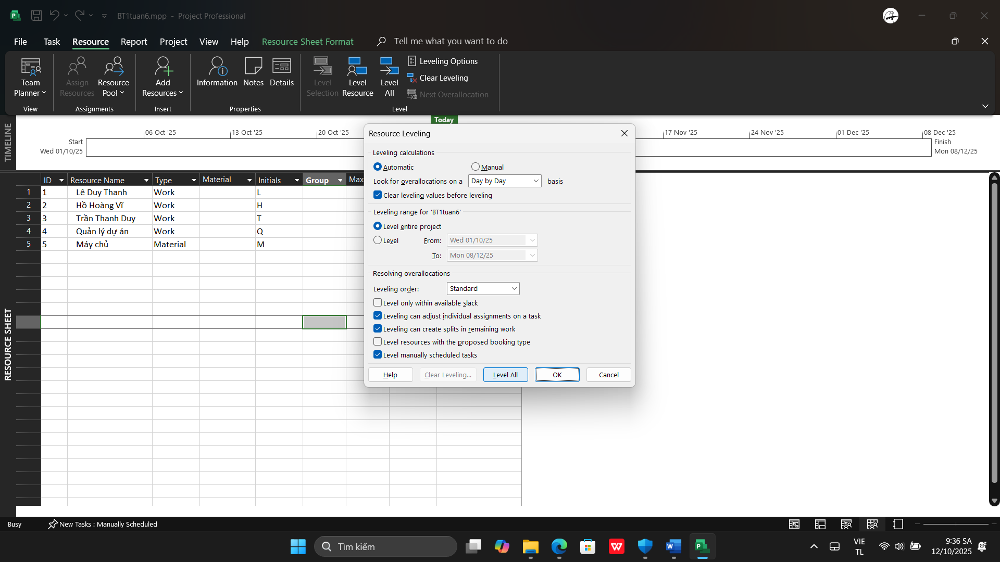 BT1tuan6.mpp - Project Professional
File Task Resource Report Project View Help Resource Sheet Format Tell me what you want to do
Team Planner
Assign Resources
Resource Pool
Add Resources
Information
Notes
Details
Level Selection
Level Resource
Level All
Leveling Options
Clear Leveling
Next Overallocation
View Assignments Insert Properties Level
TIMELINE
Today
06 Oct '25 13 Oct '25 20 Oct '25 17 Nov '25 24 Nov '25 01 Dec '25 08 Dec '25
Start
Wed 01/10/25
Finish
Mon 08/12/25
RESOURCE SHEET
ID Resource Name Type Material Initials Group Max
1 1 Lê Duy Thanh Work L
2 2 Hồ Hoàng Vĩ Work H
3 3 Trần Thanh Duy Work T
4 4 Quản lý dự án Work Q
5 5 Máy chủ Material M
Resource Leveling
Leveling calculations
Automatic Manual
Look for overallocations on a Day by Day basis
Clear leveling values before leveling
Leveling range for 'BT1tuan6'
Level entire project
Level From: Wed 01/10/25
To: Mon 08/12/25
Resolving overallocations
Leveling order: Standard
Level only within available slack
Leveling can adjust individual assignments on a task
Leveling can create splits in remaining work
Level resources with the proposed booking type
Level manually scheduled tasks
Help Clear Leveling... Level All OK Cancel
Busy New Tasks : Manually Scheduled
Tìm kiếm
VIE
TL
9:36 SA
12/10/2025